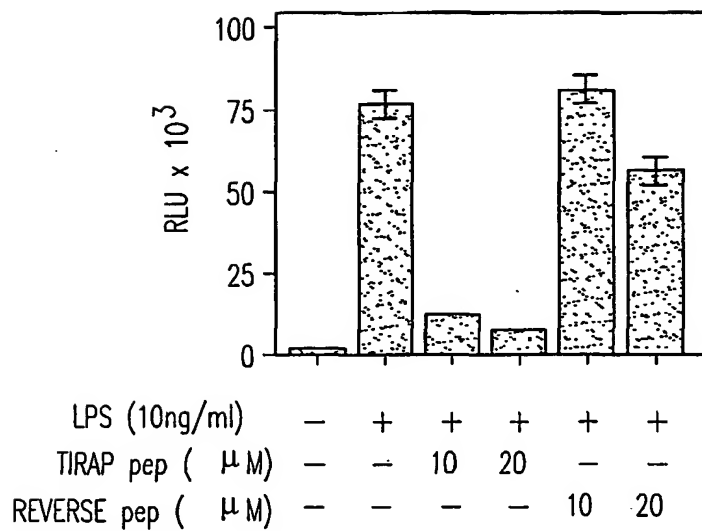 100
75
50
25
0
RLU x 10³
LPS (10ng/ml) – + + + + +
TIRAP pep ( μM) – – 10 20 – –
REVERSE pep ( μM) – – – – 10 20